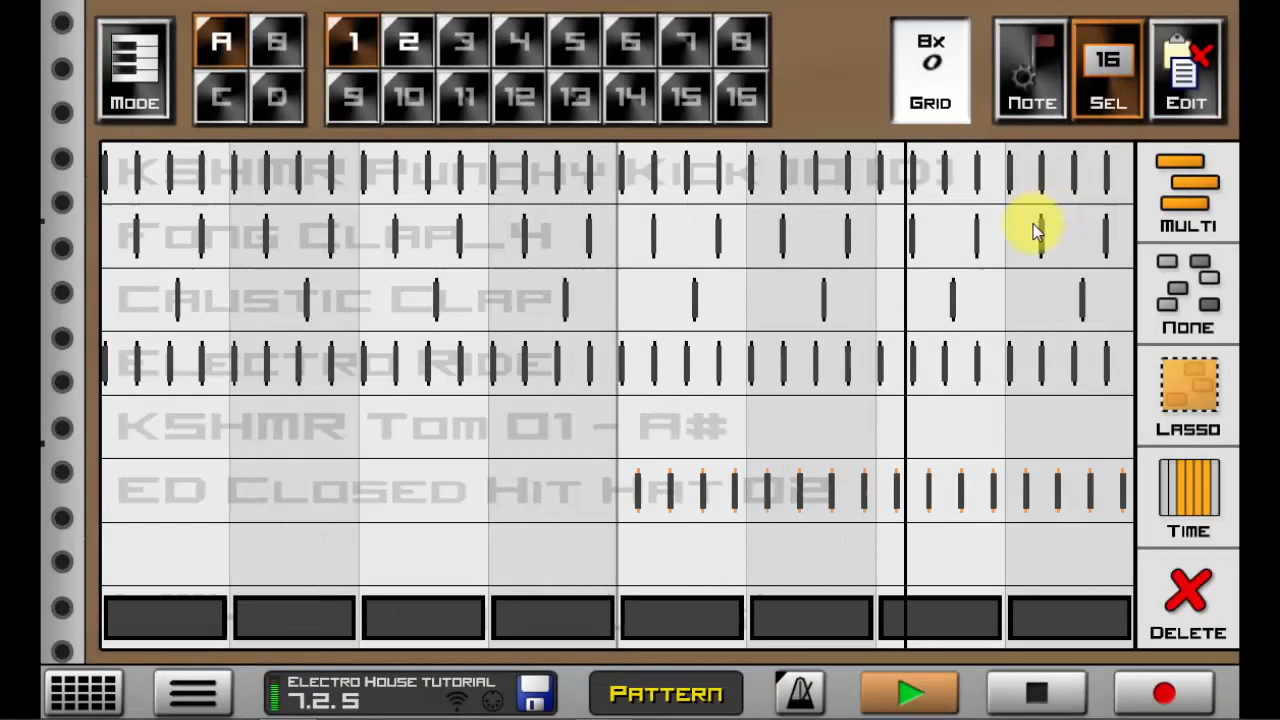 MODE
A B
C D
1 2 3 4 5 6 7 8
9 10 11 12 13 14 15 16
8x
GRID
NOTE
16
SEL
EDIT
KSHMR Punchy Kick 10 (D)
Fong Clap_4
Caustic Clap
Electro Ride
KSHMR Tom 01 - A#
ED Closed Hit Hat 02
MULTI
NONE
LASSO
TIME
DELETE
ELECTRO HOUSE TUTORIAL
7.2.5
PATTERN